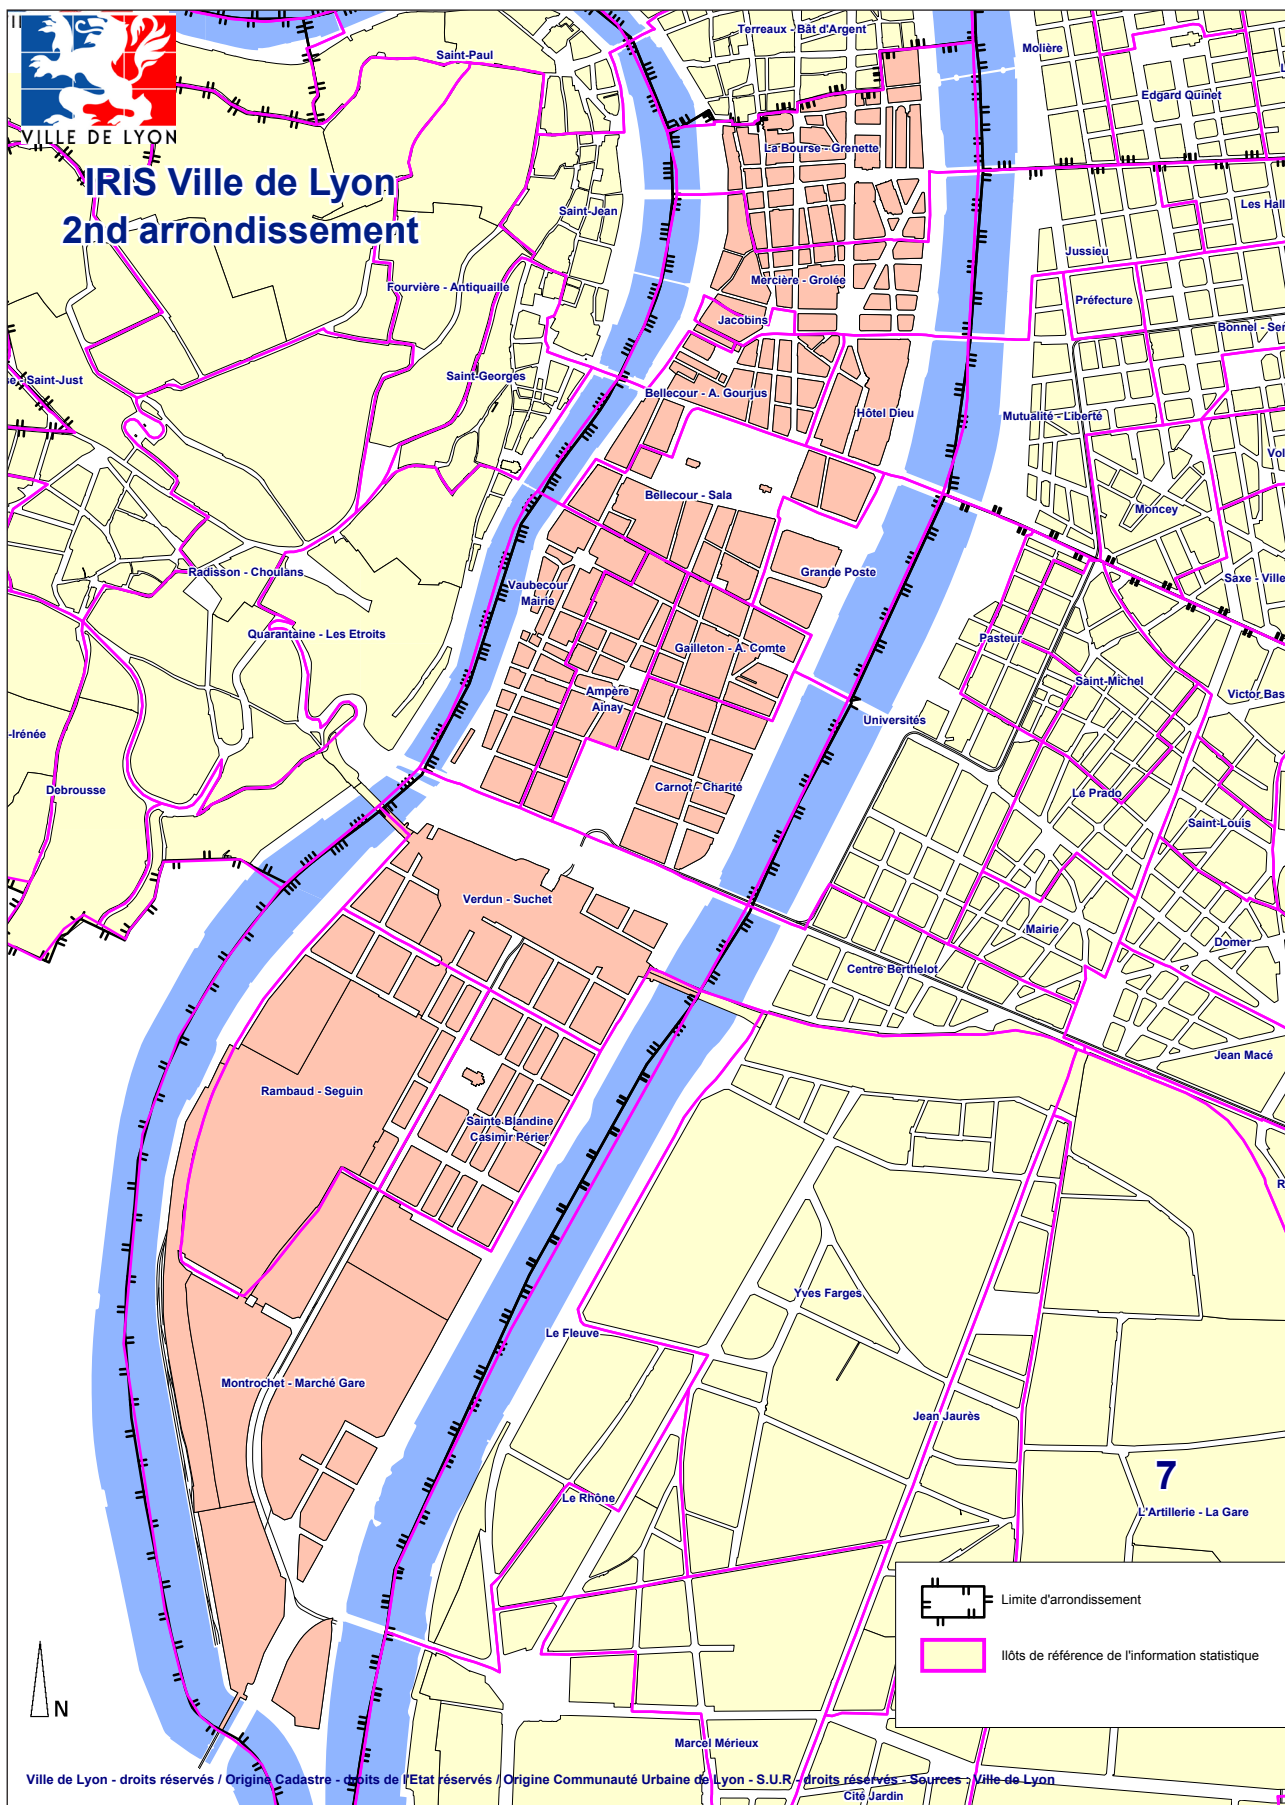 VILLE DE LYON
IRIS Ville de Lyon
2nd arrondissement
Saint-Paul
Terreaux - Bât d'Argent
Molière
Edgard Quinet
La Bourse - Grenette
Saint-Jean
Les Hall
Jussieu
Fourvière - Antiquaille
Mercière - Grolée
Préfecture
Jacobins
Bonnel - Ser
se - Saint-Just
Saint-Georges
Bellecour - A. Gourjus
Hôtel Dieu
Mutualité - Liberté
Vol
Bellecour - Sala
Moncey
Radisson - Choulans
Vaubecour
Mairie
Grande Poste
Saxe - Ville
Quarantaine - Les Etroits
Pasteur
Gailleton - A. Comte
Saint-Michel
Ampère
Ainay
Victor Bas
Universités
-Irénée
Debrousse
Carnot - Charité
Le Prado
Saint-Louis
Verdun - Suchet
Mairie
Domer
Centre Berthelot
Jean Macé
Rambaud - Seguin
Sainte Blandine
Casimir Périer
R
Yves Farges
Le Fleuve
Montrochet - Marché Gare
Jean Jaurès
7
Le Rhône
L'Artillerie - La Gare
Limite d'arrondissement
Ilôts de référence de l'information statistique
N
Marcel Mérieux
Ville de Lyon - droits réservés / Origine Cadastre - droits de l'Etat réservés / Origine Communauté Urbaine de Lyon - S.U.R - droits réservés - Sources : Ville de Lyon
Cité Jardin